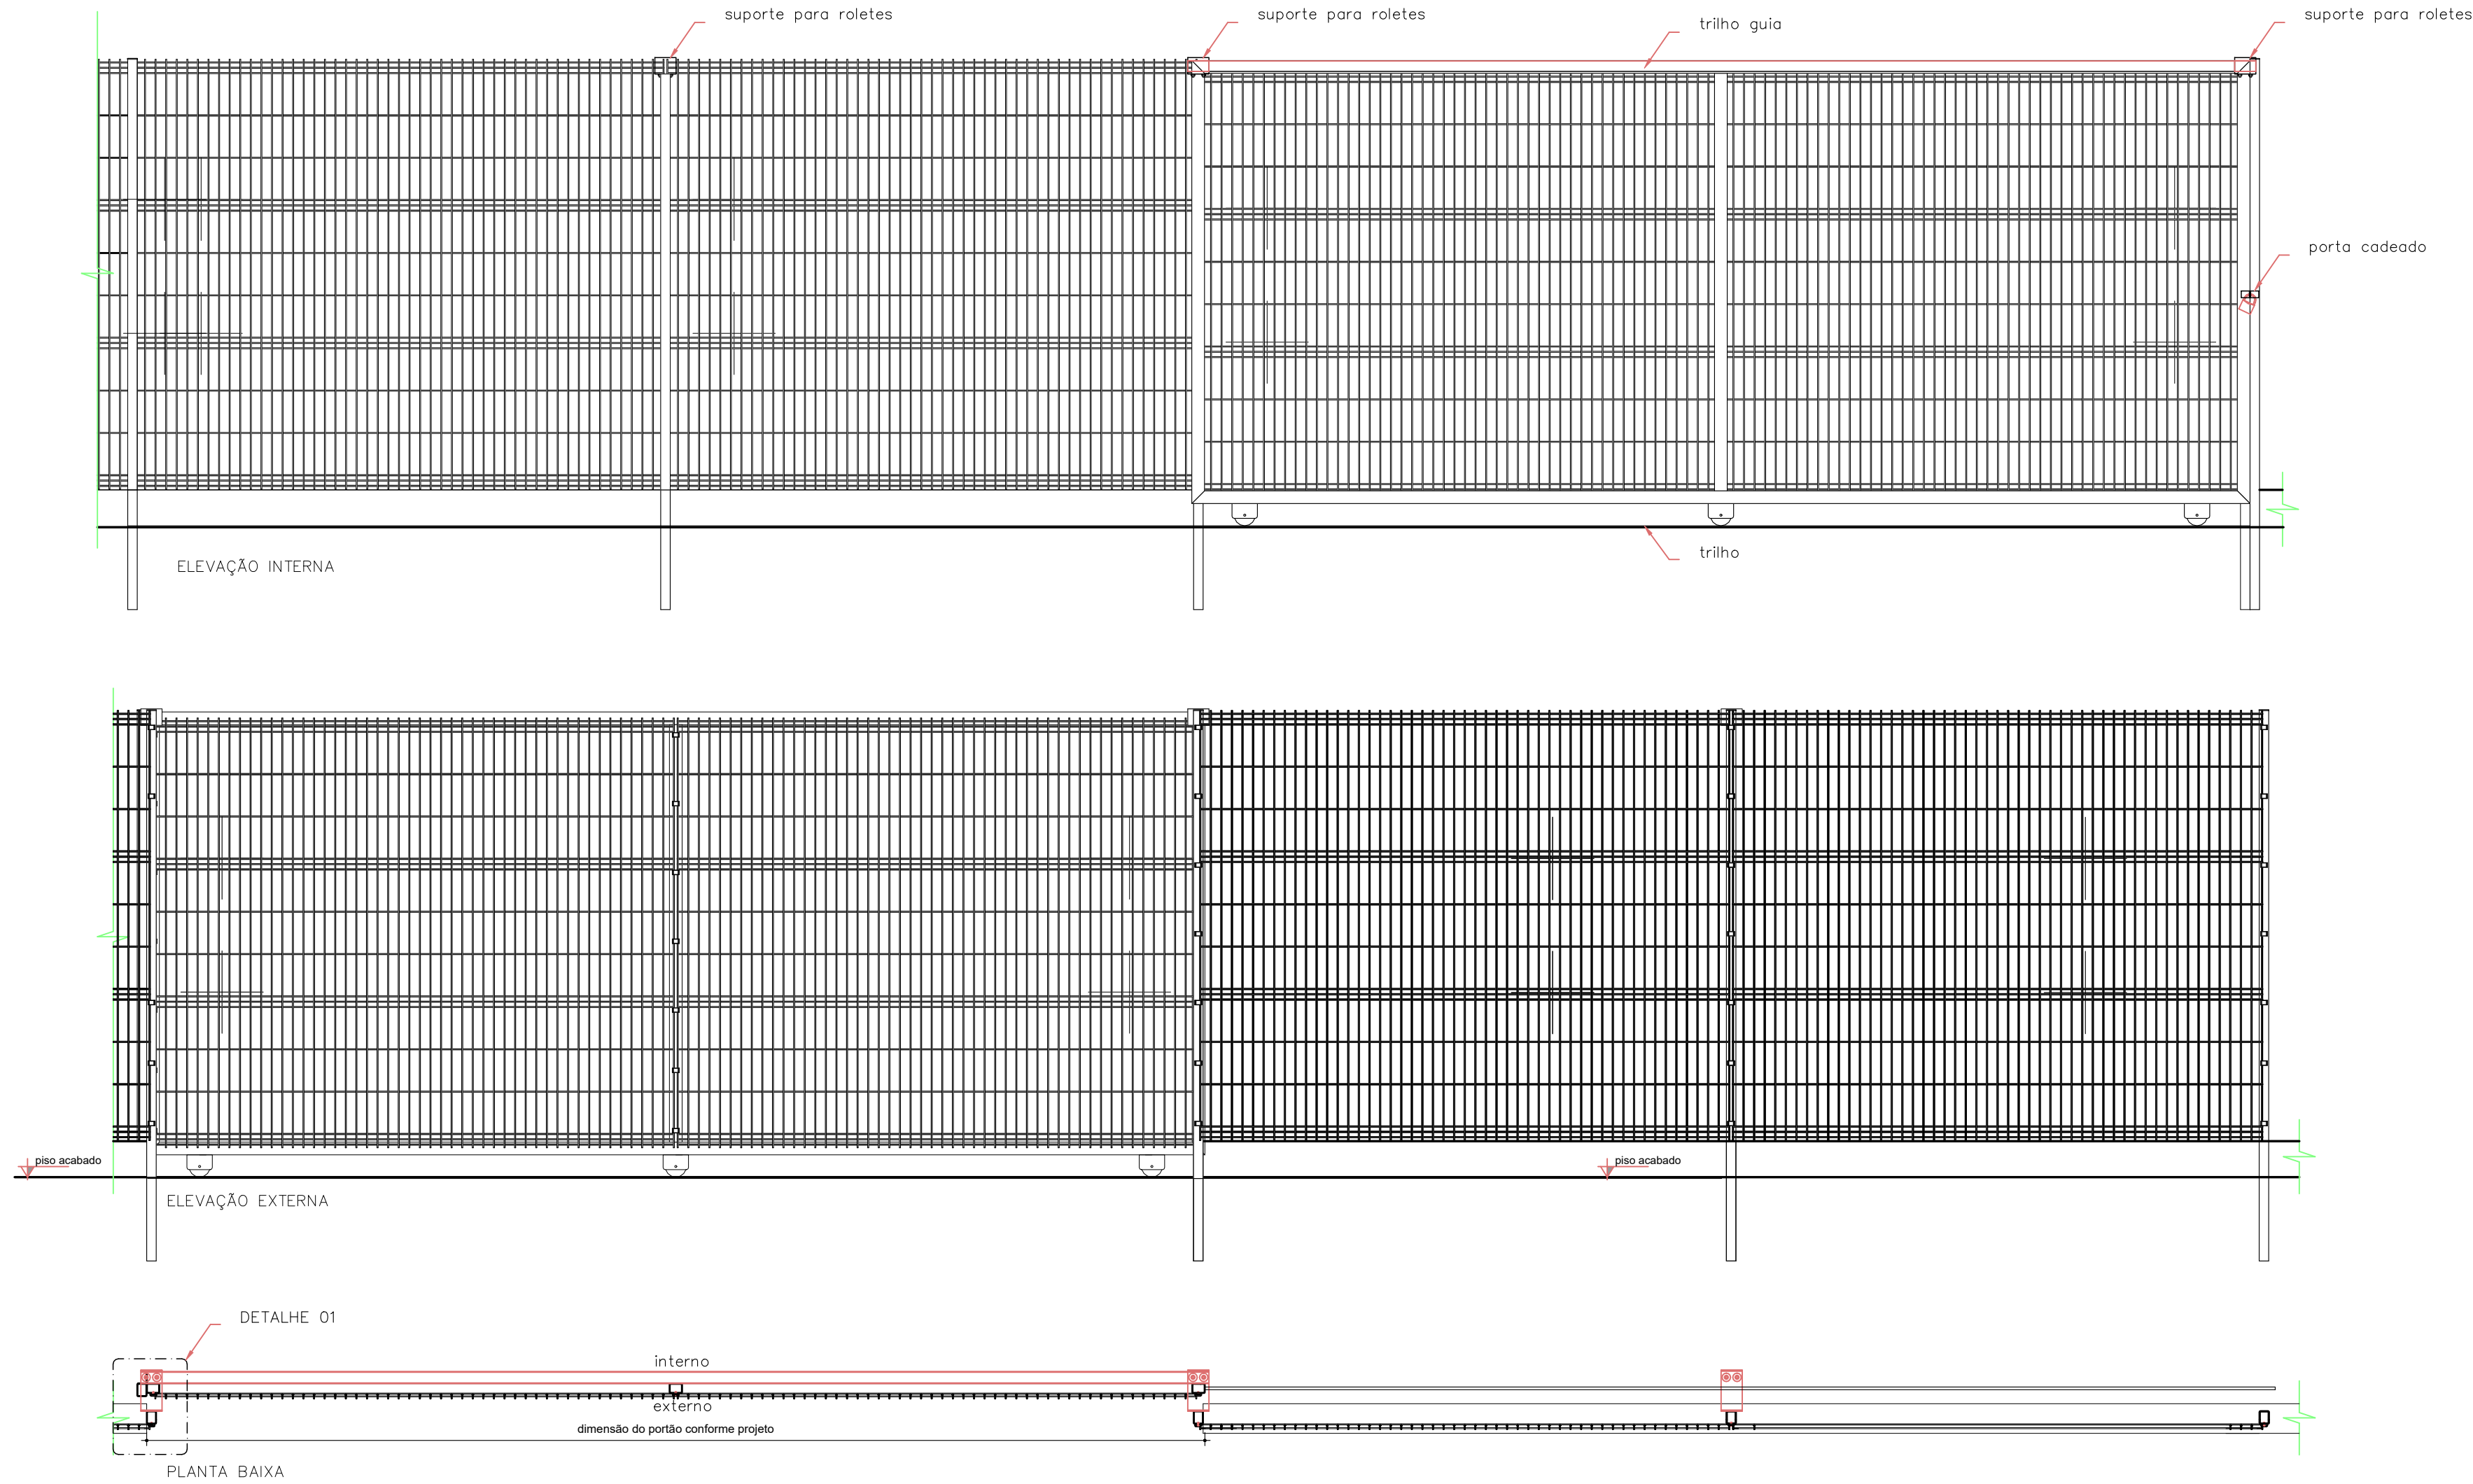 suporte para roletes
suporte para roletes
trilho guia
suporte para roletes
porta cadeado
trilho
ELEVAÇÃO INTERNA
piso acabado
piso acabado
ELEVAÇÃO EXTERNA
DETALHE 01
interno
externo
dimensão do portão conforme projeto
PLANTA BAIXA